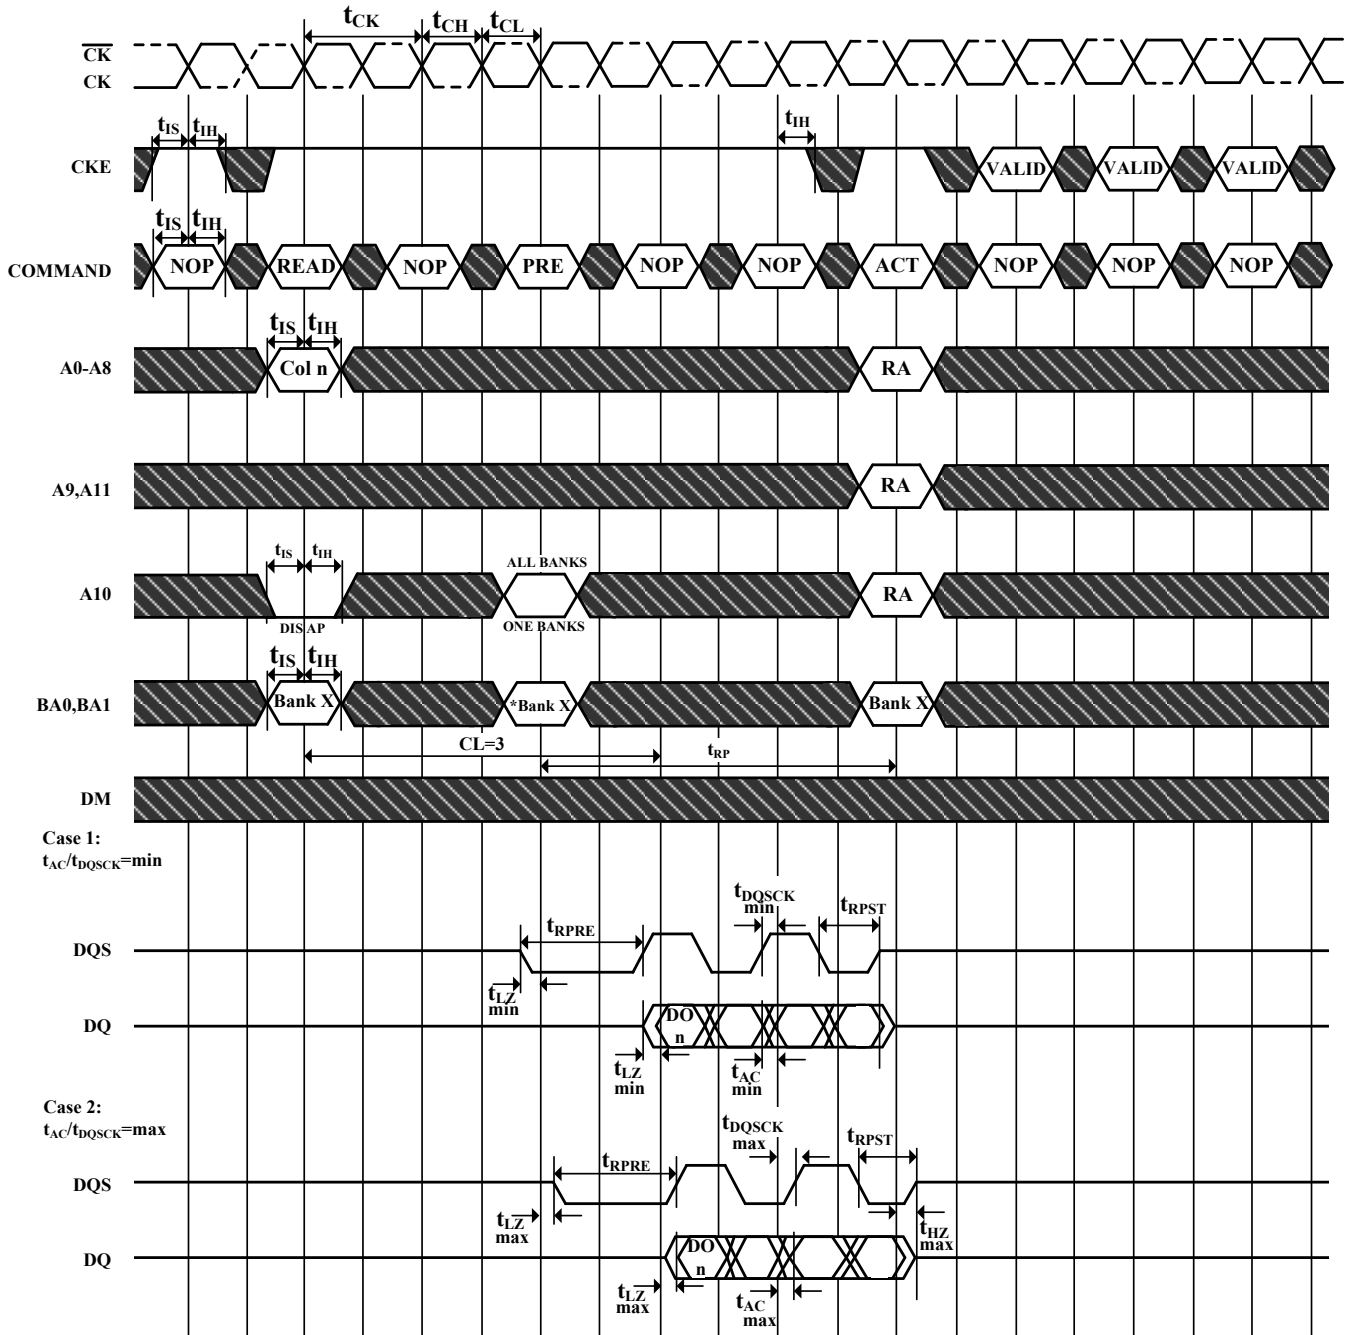 tCK tCH tCL
CK
CK
tIS tIH tIH
CKE VALID VALID VALID
tIS tIH
COMMAND NOP READ NOP PRE NOP NOP ACT NOP NOP NOP
tIS tIH
A0-A8 Col n RA
A9,A11 RA
tIS tIH ALL BANKS
A10 RA
DIS AP ONE BANKS
tIS tIH
BA0,BA1 Bank X *Bank X Bank X
CL=3 tRP
DM
Case 1:
tAC/tDQSCK=min
tDQSCK
min
tRPST
tRPRE
DQS
tLZ
min
DQ DO
n
tLZ
min
tAC
min
Case 2:
tAC/tDQSCK=max
tDQSCK
max
tRPST
tRPRE
DQS
tLZ
max
tHZ
max
DQ DO
n
tLZ
max
tAC
max